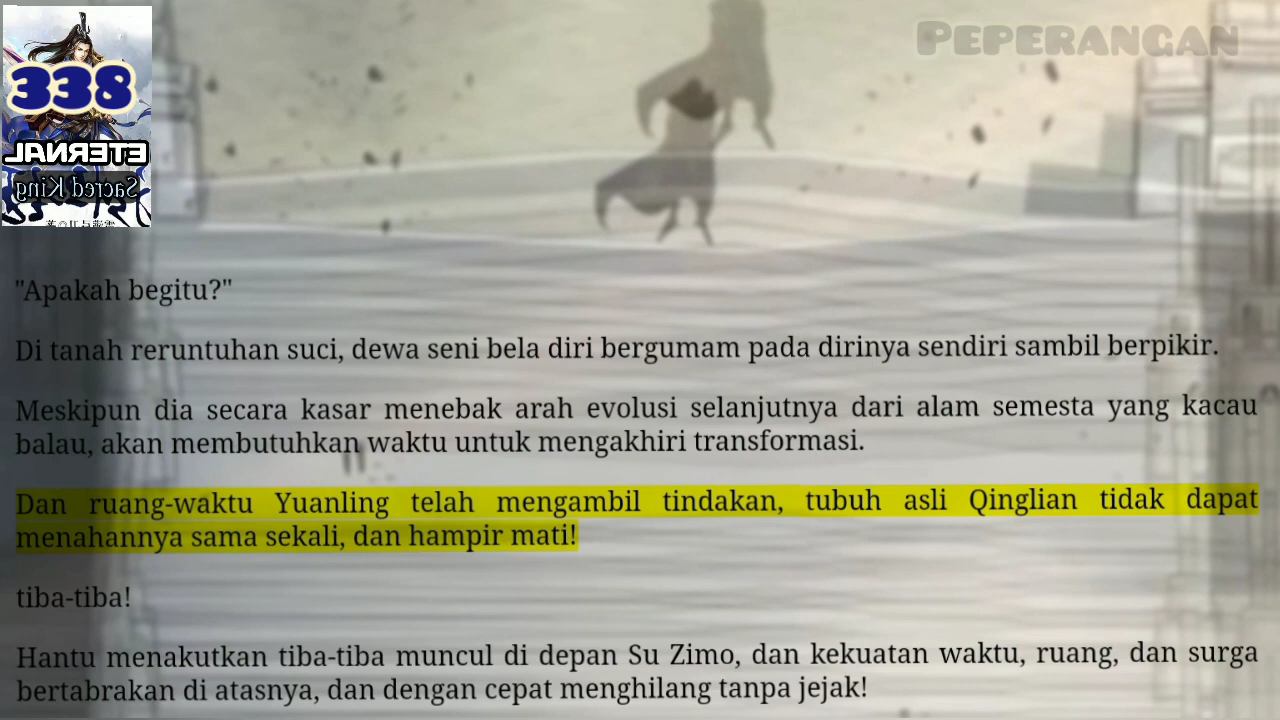 PEPERANGAN
338
ETERNAL
Sacred King
"Apakah begitu?"
Di tanah reruntuhan suci, dewa seni bela diri bergumam pada dirinya sendiri sambil berpikir.
Meskipun dia secara kasar menebak arah evolusi selanjutnya dari alam semesta yang kacau
balau, akan membutuhkan waktu untuk mengakhiri transformasi.
Dan ruang-waktu Yuanling telah mengambil tindakan, tubuh asli Qinglian tidak dapat
menahannya sama sekali, dan hampir mati!
tiba-tiba!
Hantu menakutkan tiba-tiba muncul di depan Su Zimo, dan kekuatan waktu, ruang, dan surga
bertabrakan di atasnya, dan dengan cepat menghilang tanpa jejak!